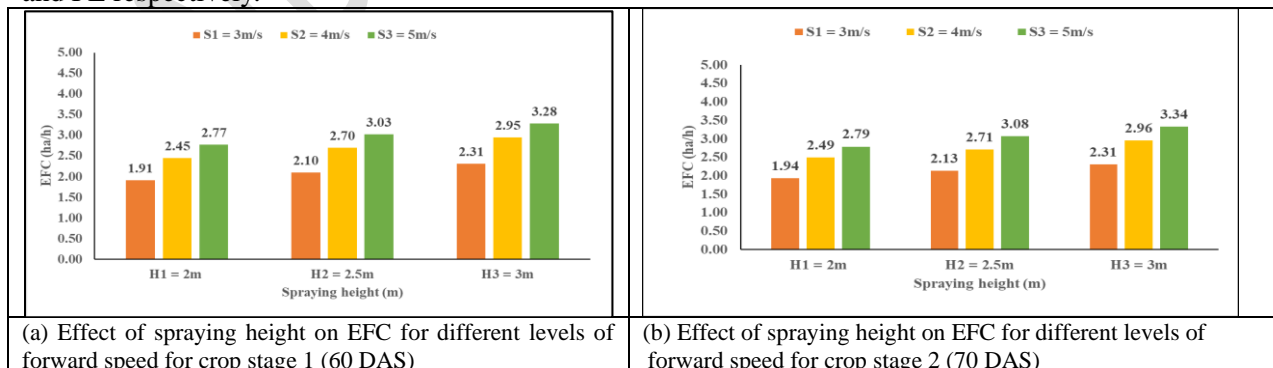 and FE respectively.
S1 = 3m/s S2 = 4m/s S3 = 5m/s
5.00
4.50
4.00
3.50
3.00
2.50
2.00
1.50
1.00
0.50
0.00
EFC (ha/h)
1.91 2.45 2.77
2.10 2.70 3.03
2.31 2.95 3.28
H1 = 2m H2 = 2.5m H3 = 3m
Spraying height (m)
(a) Effect of spraying height on EFC for different levels of
forward speed for crop stage 1 (60 DAS)
S1 = 3m/s S2 = 4m/s S3 = 5m/s
5.00
4.50
4.00
3.50
3.00
2.50
2.00
1.50
1.00
0.50
0.00
EFC (ha/h)
1.94 2.49 2.79
2.13 2.71 3.08
2.31 2.96 3.34
H1 = 2m H2 = 2.5m H3 = 3m
Spraying height (m)
(b) Effect of spraying height on EFC for different levels of
forward speed for crop stage 2 (70 DAS)